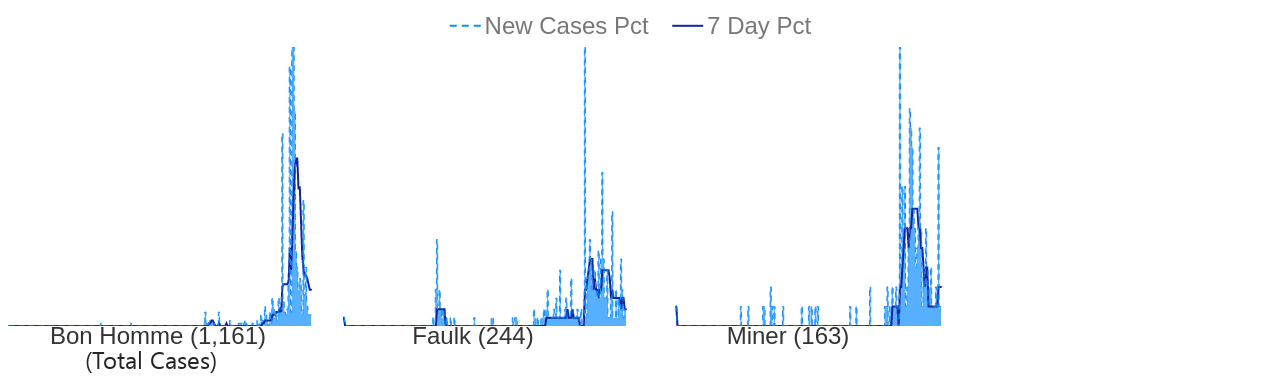 New Cases Pct 7 Day Pct
Bon Homme (1,161) Faulk (244) Miner (163)
(Total Cases)